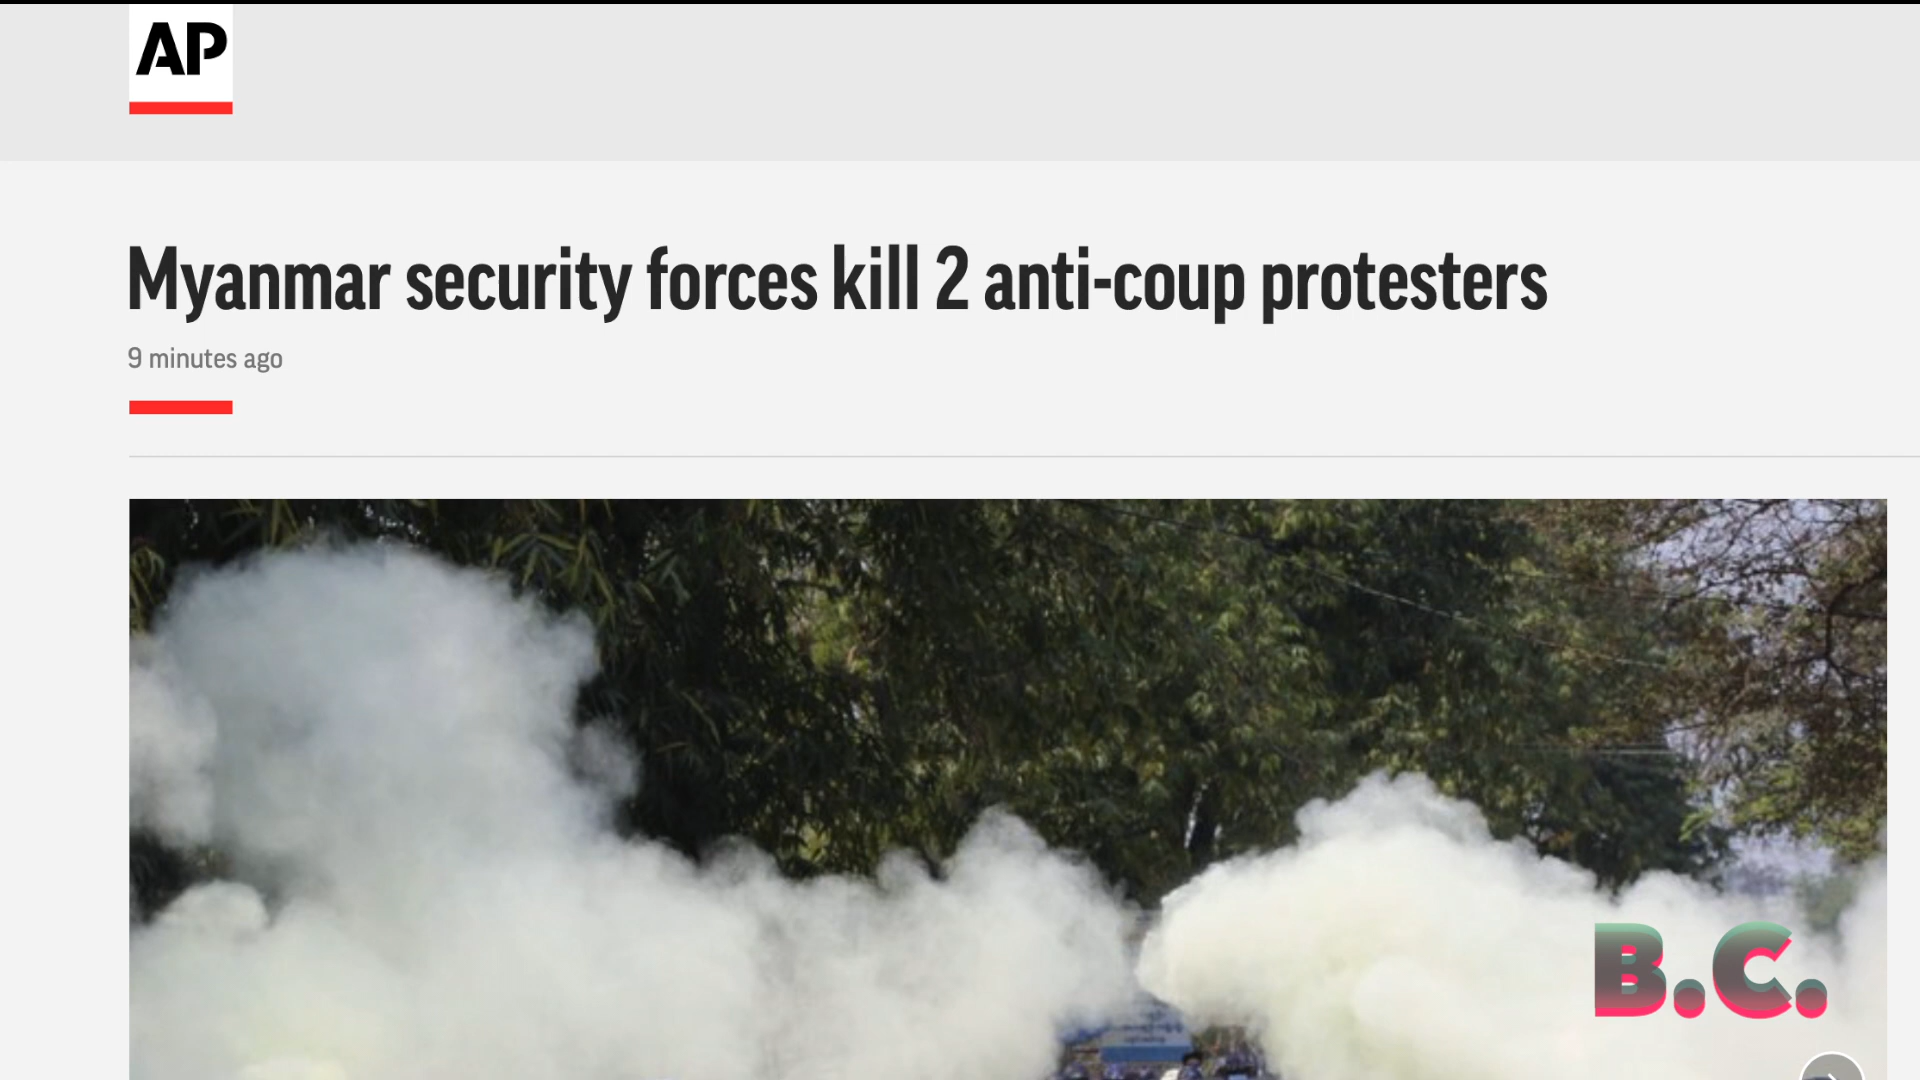 AP
Myanmar security forces kill 2 anti-coup protesters
9 minutes ago
B.C.